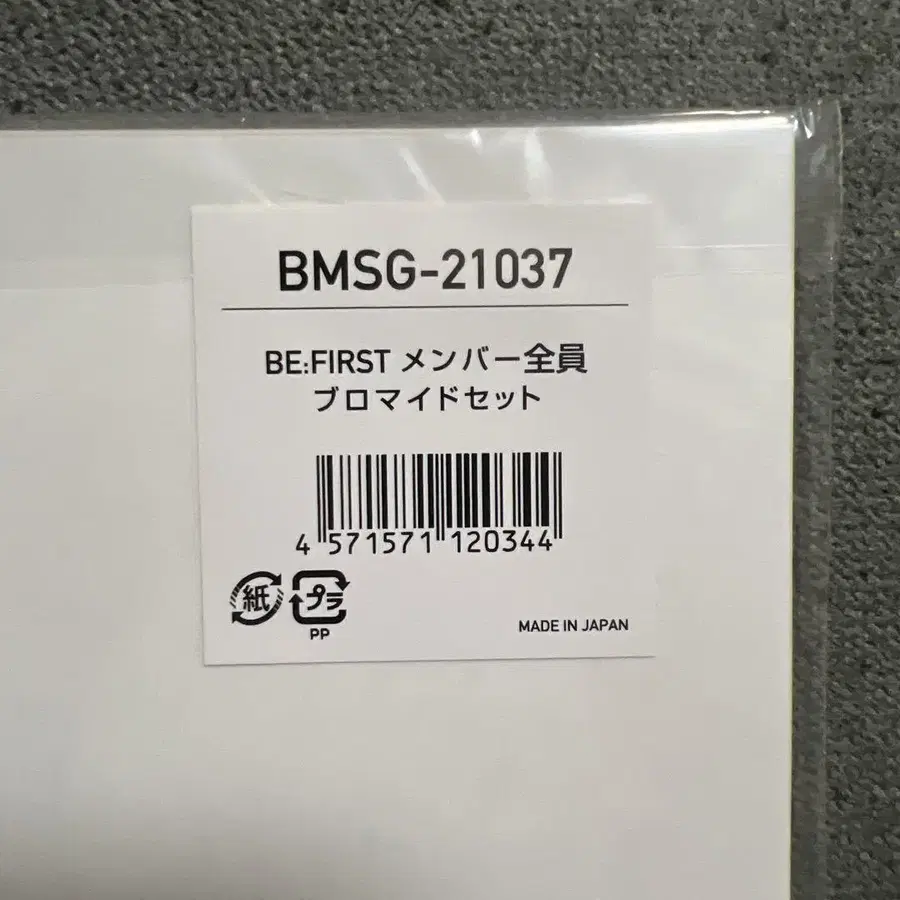 BMSG-21037
BE:FIRST メンバー全員
ブロマイドセット
4 571571 120344
紙 プラ
PP
MADE IN JAPAN